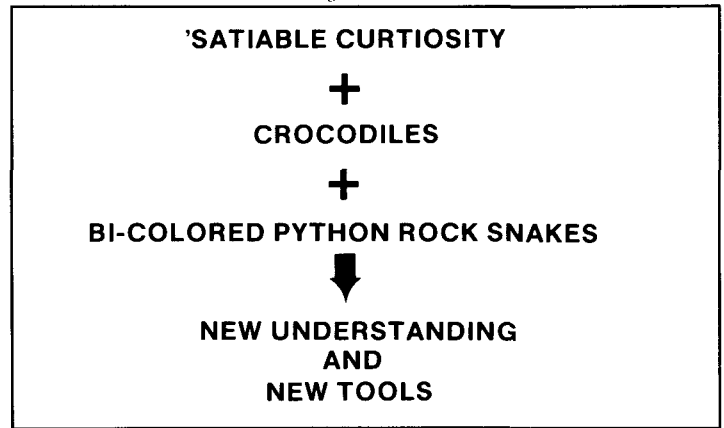 'SATIABLE CURTIOSITY
+
CROCODILES
+
BI-COLORED PYTHON ROCK SNAKES
NEW UNDERSTANDING
AND
NEW TOOLS